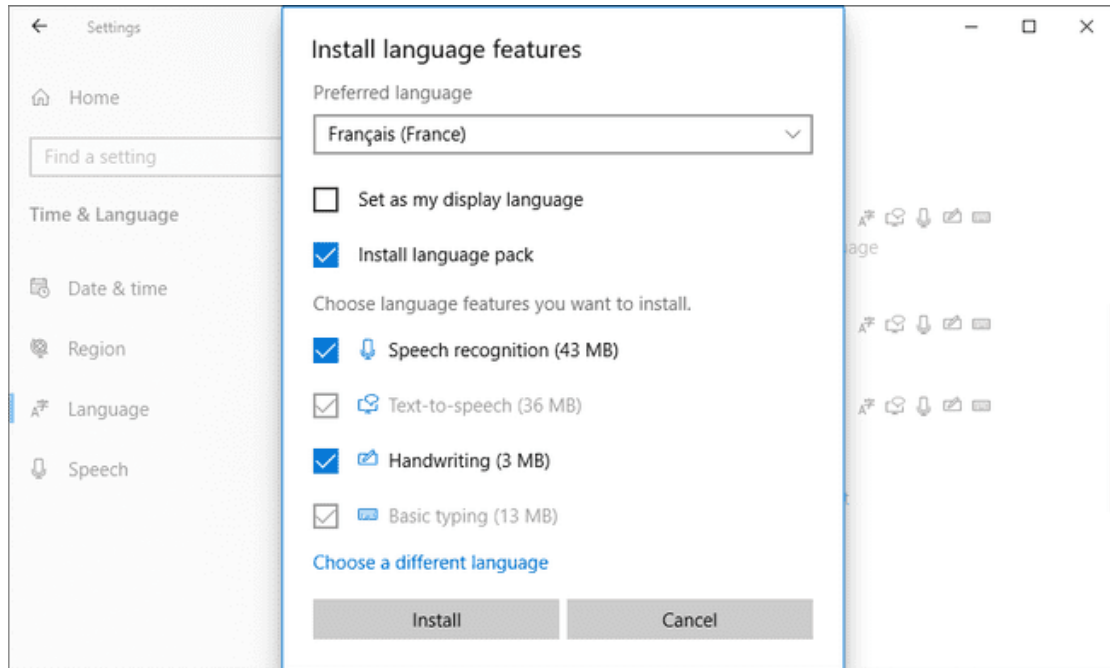 Settings
Home
Find a setting
Time & Language
Date & time
Region
Language
Speech
Install language features
Preferred language
Français (France)
Set as my display language
Install language pack
Choose language features you want to install.
Speech recognition (43 MB)
Text-to-speech (36 MB)
Handwriting (3 MB)
Basic typing (13 MB)
Choose a different language
Install
Cancel